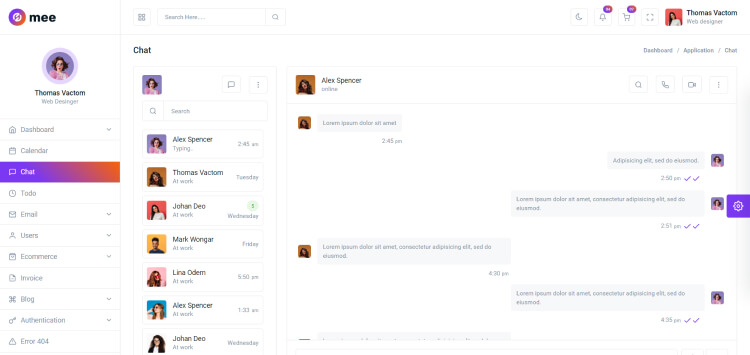 mee
Search Here.....
Thomas Vactom
Web designer
Thomas Vactom
Web Desinger
Dashboard
Calendar
Chat
Todo
Email
Users
Ecommerce
Invoice
Blog
Authentication
Error 404
Chat
Dashboard / Application / Chat
Search
Alex Spencer
Typing..
2:45 am
Thomas Vactom
At work
Tuesday
Johan Deo
At work
Wednesday
Mark Wongar
At work
Friday
Lina Odern
At work
5:50 am
Alex Spencer
At work
1:33 am
Johan Deo
At work
Wednesday
Alex Spencer
online
Lorem ipsum dolor sit amet
2:45 pm
Adipisicing elit, sed do eiusmod.
2:50 pm
Lorem ipsum dolor sit amet, consectetur adipisicing elit, sed do
eiusmod.
2:51 pm
Lorem ipsum dolor sit amet, consectetur adipisicing elit, sed do
eiusmod.
4:30 pm
Lorem ipsum dolor sit amet, consectetur adipisicing elit, sed do
eiusmod.
4:35 pm